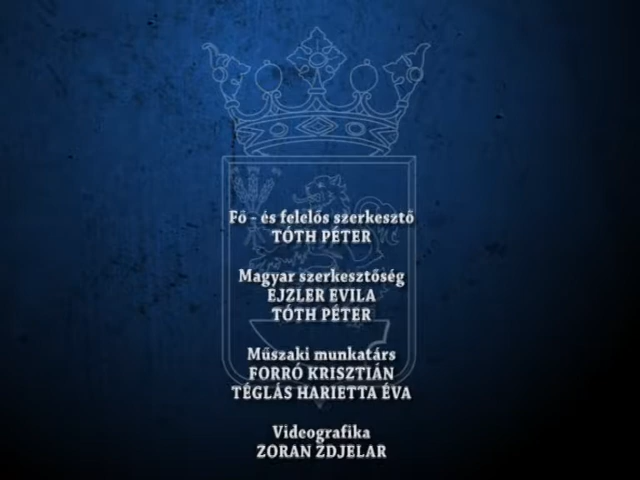 Fő - és felelős szerkesztő
TÓTH PÉTER
Magyar szerkesztőség
EJZLER EVILA
TÓTH PÉTER
Műszaki munkatárs
FORRÓ KRISZTIÁN
TÉGLÁS HARIETTA ÉVA
Videografika
ZORAN ZDJELAR